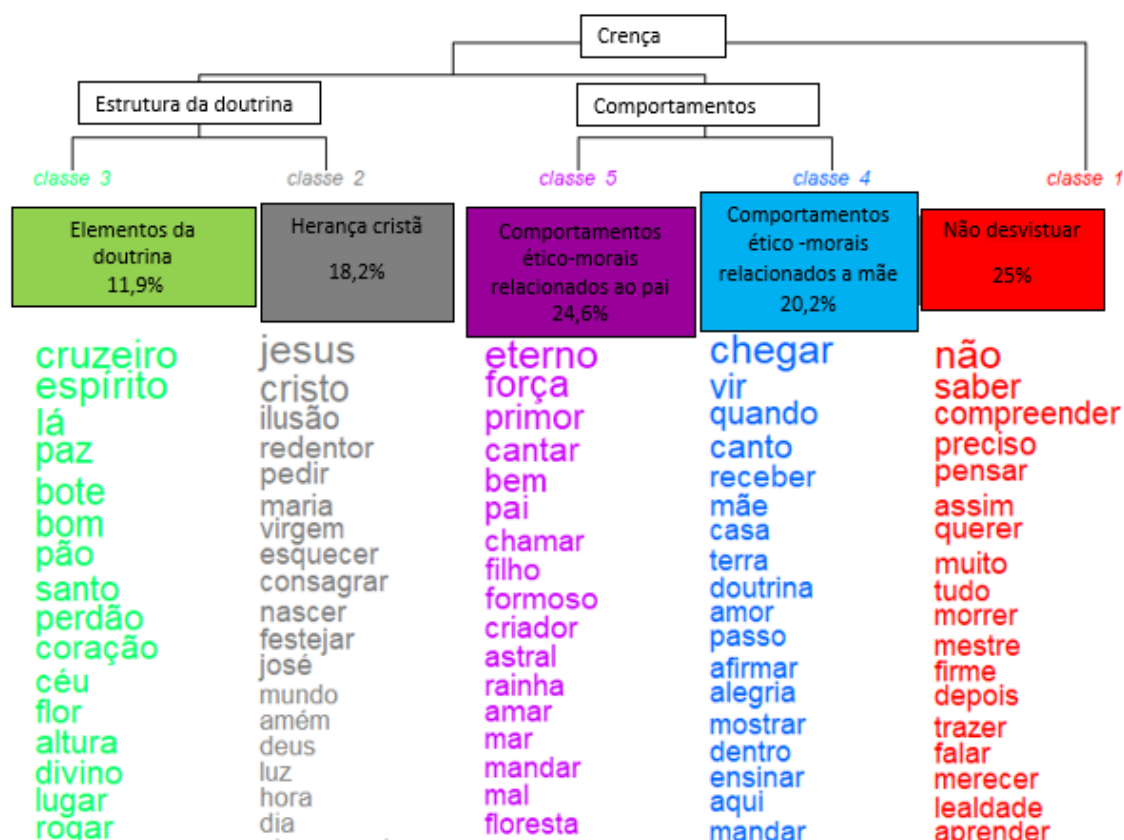 Crença
Estrutura da doutrina
Comportamentos
classe 3
classe 2
classe 5
classe 4
classe 1
Elementos da
doutrina
11,9%
Herança cristã
18,2%
Comportamentos
ético-morais
relacionados ao pai
24,6%
Comportamentos
ético -morais
relacionados a mãe
20,2%
Não desvistuar
25%
cruzeiro
espírito
lá
paz
bote
bom
pão
santo
perdão
coração
céu
flor
altura
divino
lugar
rogar
jesus
cristo
ilusão
redentor
pedir
maria
virgem
esquecer
consagrar
nascer
festejar
josé
mundo
amém
deus
luz
hora
dia
eterno
força
primor
cantar
bem
pai
chamar
filho
formoso
criador
astral
rainha
amar
mar
mandar
mal
floresta
chegar
vir
quando
canto
receber
mãe
casa
terra
doutrina
amor
passo
afirmar
alegria
mostrar
dentro
ensinar
aqui
mandar
não
saber
compreender
preciso
pensar
assim
querer
muito
tudo
morrer
mestre
firme
depois
trazer
falar
merecer
lealdade
aprender